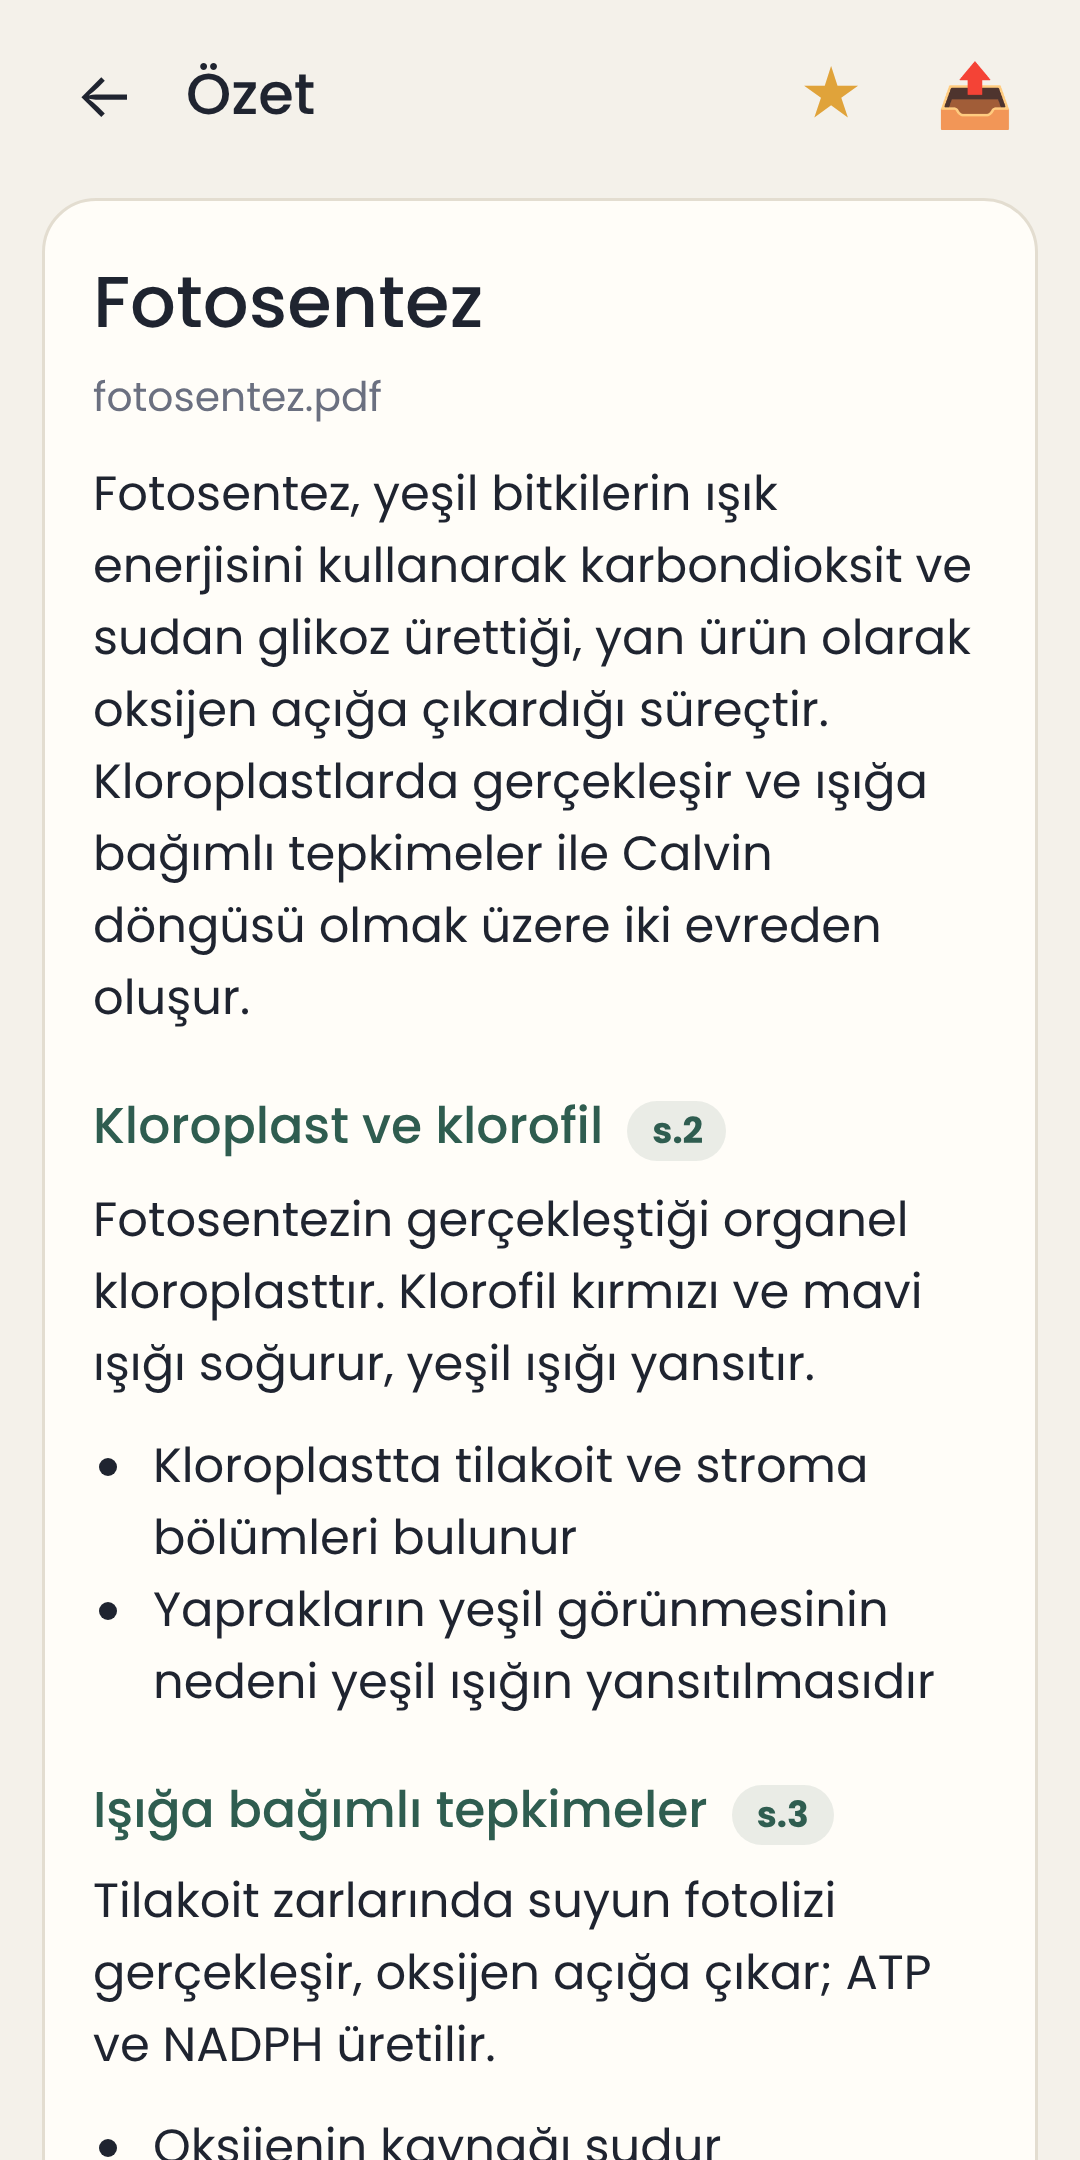 Özet
Fotosentez
fotosentez.pdf
Fotosentez, yeşil bitkilerin ışık
enerjisini kullanarak karbondioksit ve
sudan glikoz ürettiği, yan ürün olarak
oksijen açığa çıkardığı süreçtir.
Kloroplastlarda gerçekleşir ve ışığa
bağımlı tepkimeler ile Calvin
döngüsü olmak üzere iki evreden
oluşur.
Kloroplast ve klorofil s.2
Fotosentezin gerçekleştiği organel
kloroplasttır. Klorofil kırmızı ve mavi
ışığı soğurur, yeşil ışığı yansıtır.
• Kloroplastta tilakoit ve stroma
bölümleri bulunur
• Yaprakların yeşil görünmesinin
nedeni yeşil ışığın yansıtılmasıdır
Işığa bağımlı tepkimeler s.3
Tilakoit zarlarında suyun fotolizi
gerçekleşir, oksijen açığa çıkar; ATP
ve NADPH üretilir.
• Oksijenin kaynağı sudur